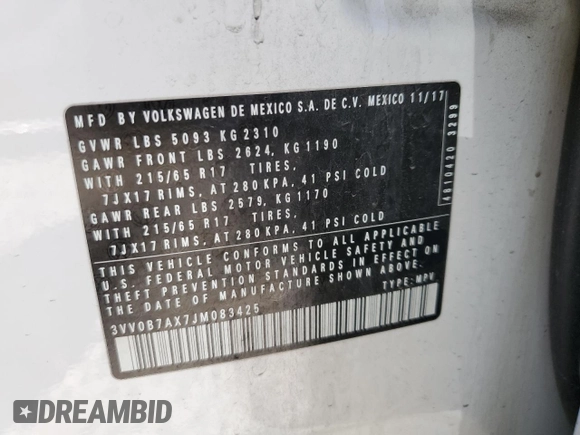 MFD BY VOLKSWAGEN DE MEXICO S.A. DE C.V. MEXICO 11/17
GVWR LBS 5093 KG 2310
GAWR FRONT LBS 2624, KG 1190
WITH 215/65 R17 TIRES,
7JX17 RIMS, AT 280 KPA, 41 PSI COLD
GAWR REAR LBS 2579, KG 1170
WITH 215/65 R17 TIRES,
7JX17 RIMS, AT 280 KPA, 41 PSI COLD
THIS VEHICLE CONFORMS TO ALL APPLICABLE
U.S. FEDERAL MOTOR VEHICLE SAFETY AND
THEFT PREVENTION STANDARDS IN EFFECT ON
THE DATE OF MANUFACTURE SHOWN ABOVE.
3VV0B7AX7JM083425 TYPE: MPV
4810420 3299
DREAMBID